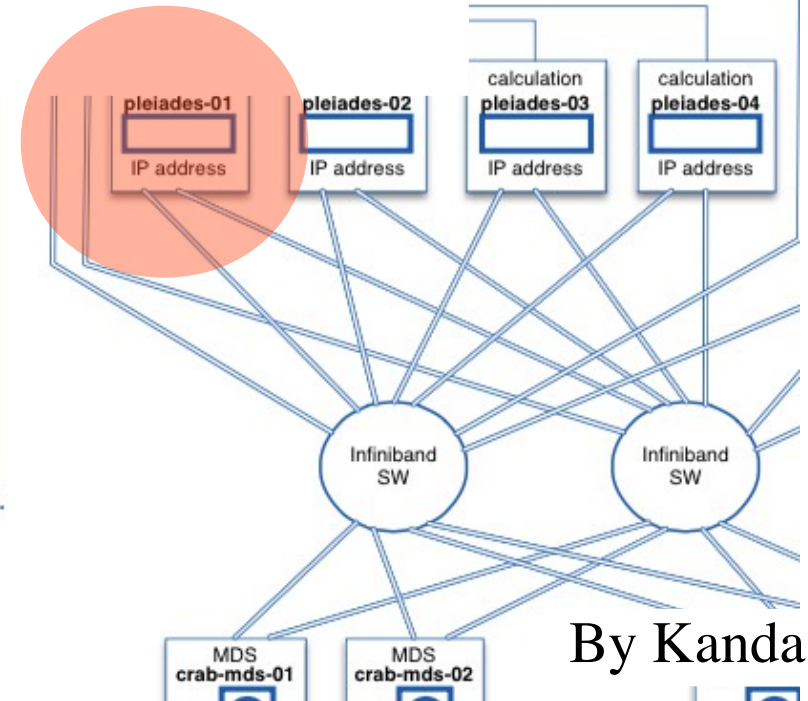 calculation
pleiades-03
IP address
calculation
pleiades-04
IP address
pleiades-01
IP address
pleiades-02
IP address
Infiniband
SW
Infiniband
SW
MDS
crab-mds-01
MDS
crab-mds-02
By Kanda